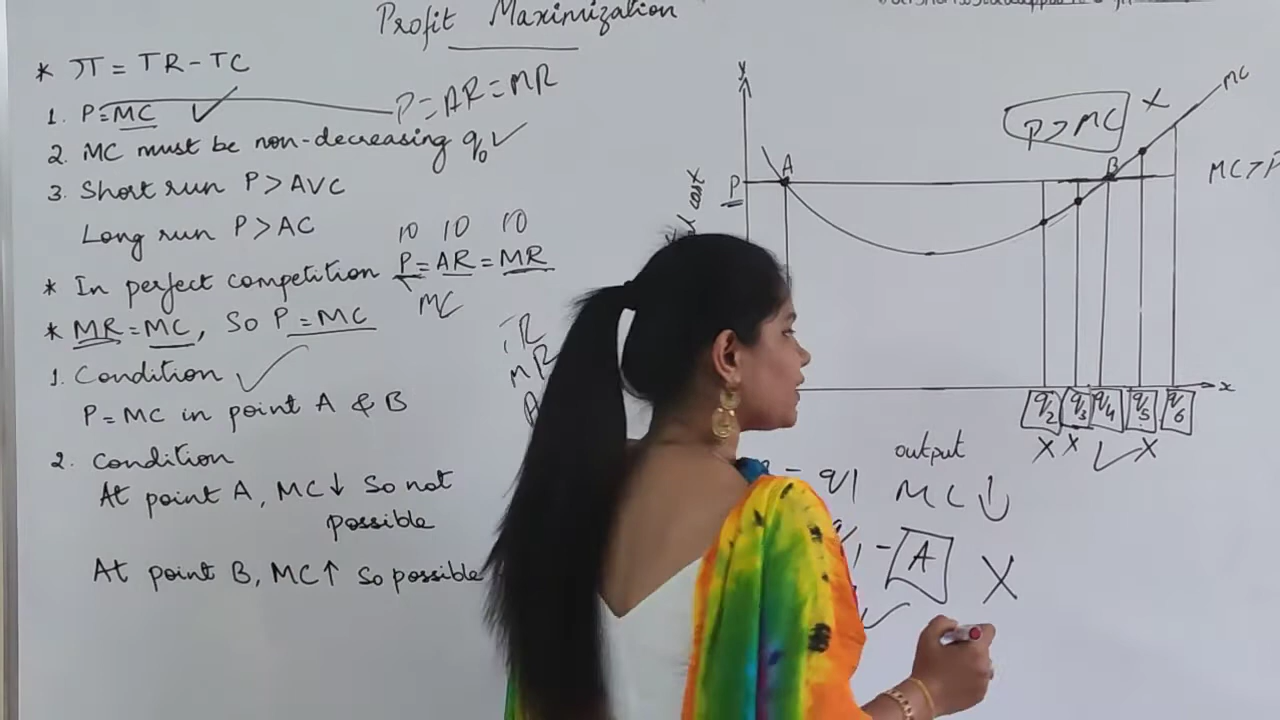 Profit Maximization
* π = TR - TC
1. P=MC ✓
P=AR=MR
2. MC must be non-decreasing q₀ ✓
3. Short run P>AVC
Long run P>AC
10 10 10
* In perfect competition P=AR=MR
MC
* MR=MC, So P=MC
1. Condition ✓
P=MC in point A & B
2. Condition
At point A, MC↓ So not
possible
At point B, MC↑ So possible
TR
MR
A
y
P>MC X
MC
A
B
P
MC>P
x
q2 q3 q4 q5 q6
X X ✓ X
output
q1 MC↓
- A X
✓